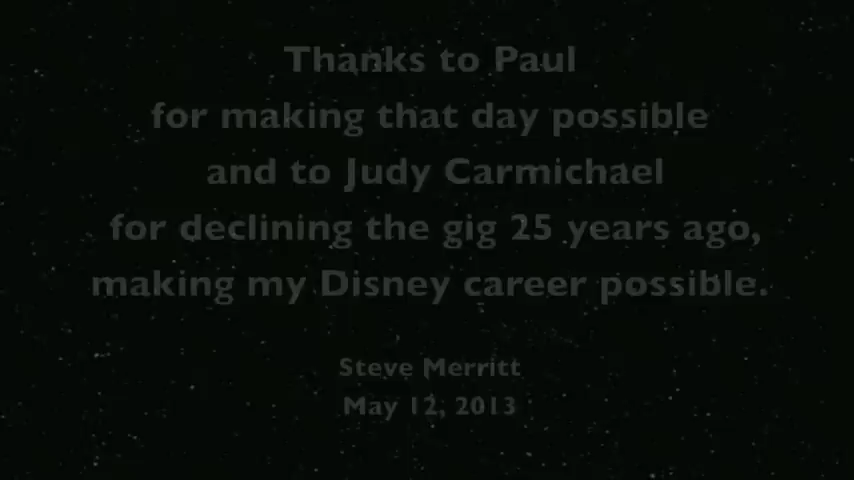 Thanks to Paul
for making that day possible
and to Judy Carmichael
for declining the gig 25 years ago,
making my Disney career possible.
Steve Merritt
May 12, 2013